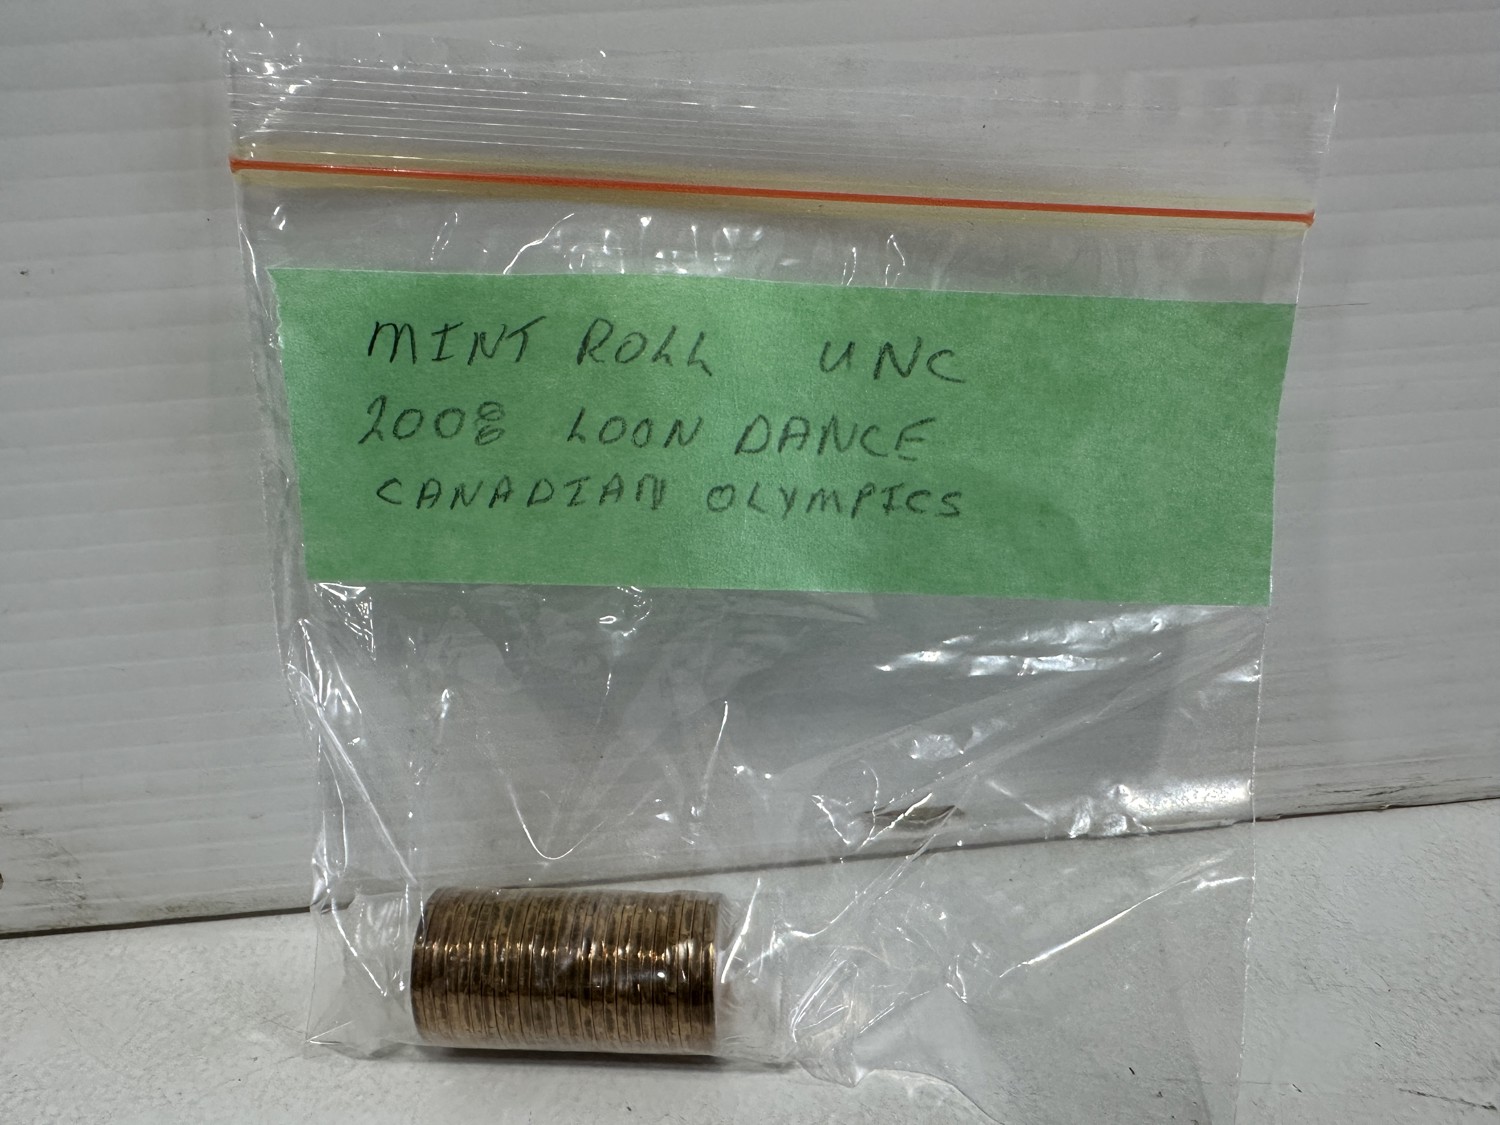 MINT ROLL UNC
2008 LOON DANCE
CANADIAN OLYMPICS